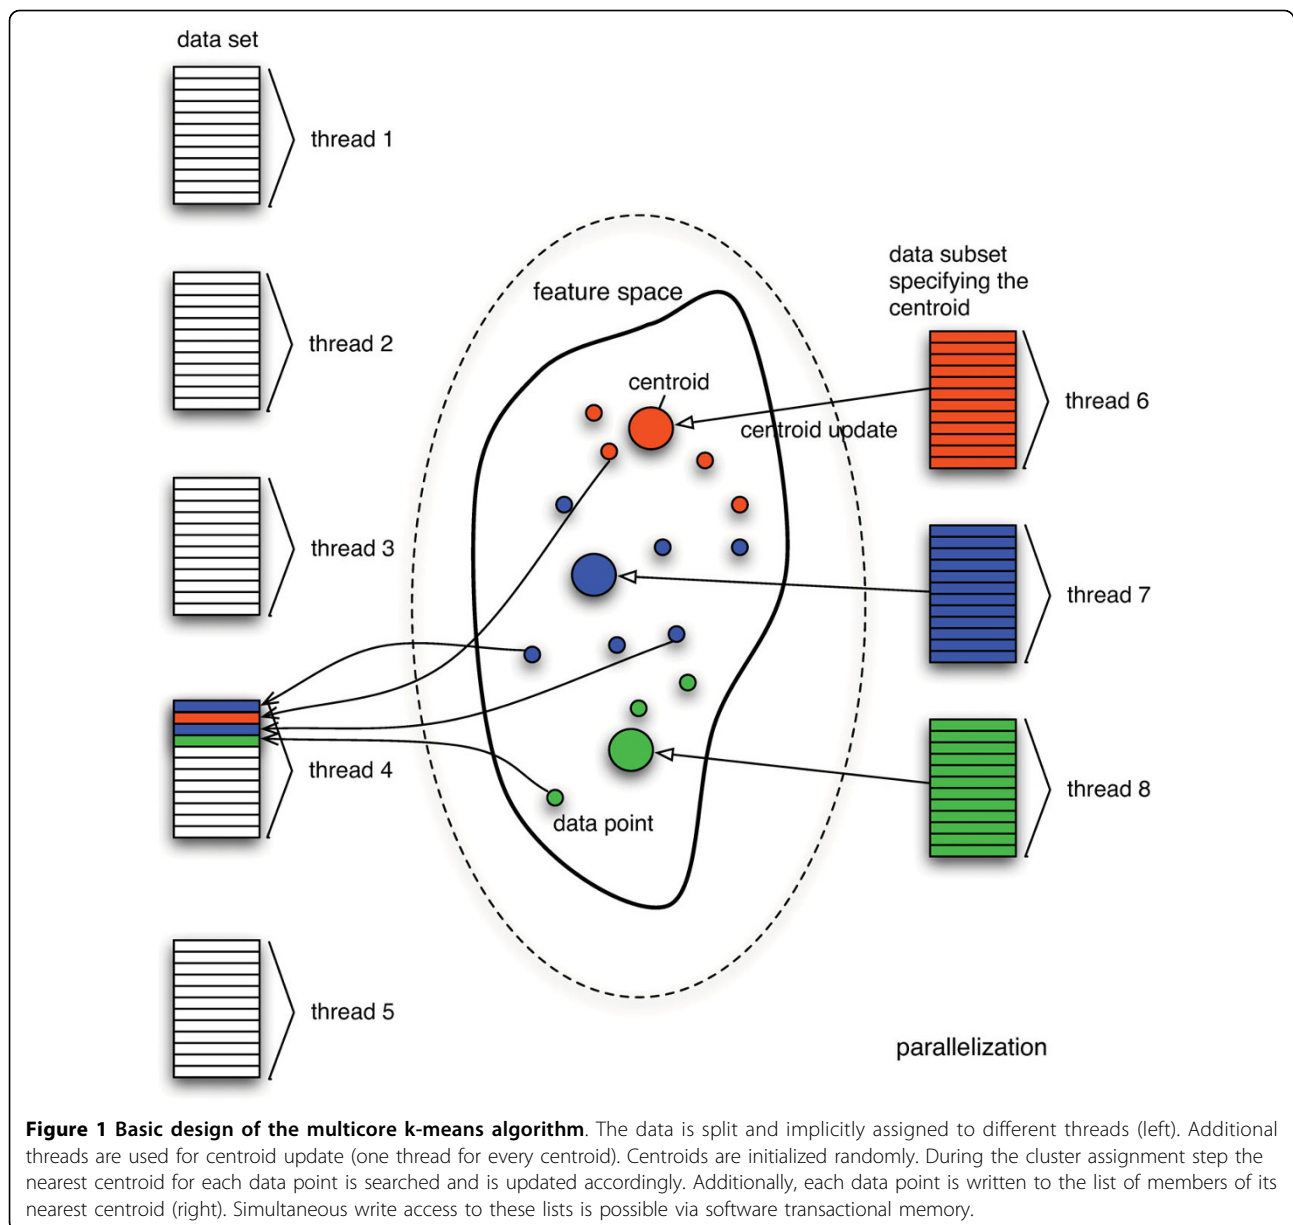 data set
thread 1
thread 2
thread 3
thread 4
thread 5
feature space
centroid
centroid update
data point
data subset
specifying the
centroid
thread 6
thread 7
thread 8
parallelization
Figure 1 Basic design of the multicore k-means algorithm. The data is split and implicitly assigned to different threads (left). Additional
threads are used for centroid update (one thread for every centroid). Centroids are initialized randomly. During the cluster assignment step the
nearest centroid for each data point is searched and is updated accordingly. Additionally, each data point is written to the list of members of its
nearest centroid (right). Simultaneous write access to these lists is possible via software transactional memory.